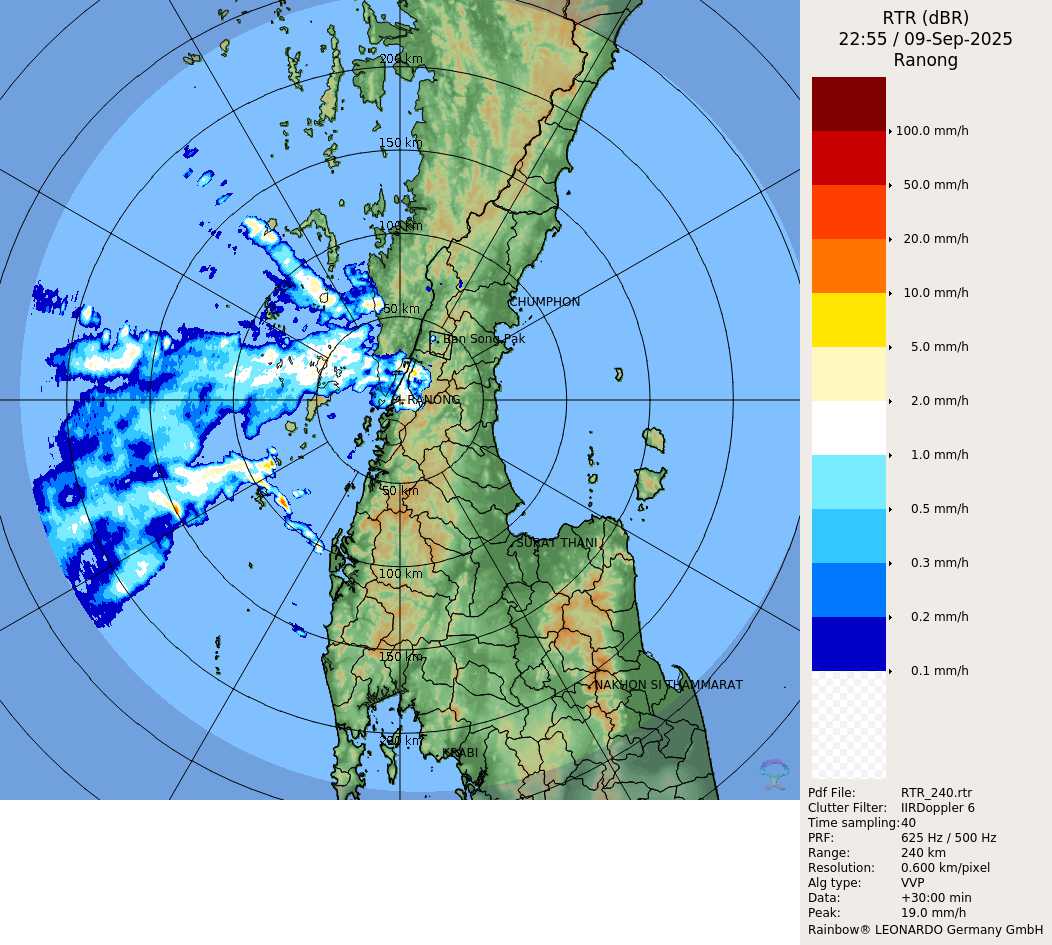 RTR (dBR)
22:55 / 09-Sep-2025
Ranong
100.0 mm/h
50.0 mm/h
20.0 mm/h
10.0 mm/h
5.0 mm/h
2.0 mm/h
1.0 mm/h
0.5 mm/h
0.3 mm/h
0.2 mm/h
0.1 mm/h
Pdf File: RTR_240.rtr
Clutter Filter: IIRDoppler 6
Time sampling: 40
PRF: 625 Hz / 500 Hz
Range: 240 km
Resolution: 0.600 km/pixel
Alg type: VVP
Data: +30:00 min
Peak: 19.0 mm/h
Rainbow® LEONARDO Germany GmbH
200 km
150 km
100 km
50 km
CHUMPHON
Ban Song Pak
RANONG
50 km
SURAT THANI
100 km
150 km
NAKHON SI THAMMARAT
200 km
KRABI